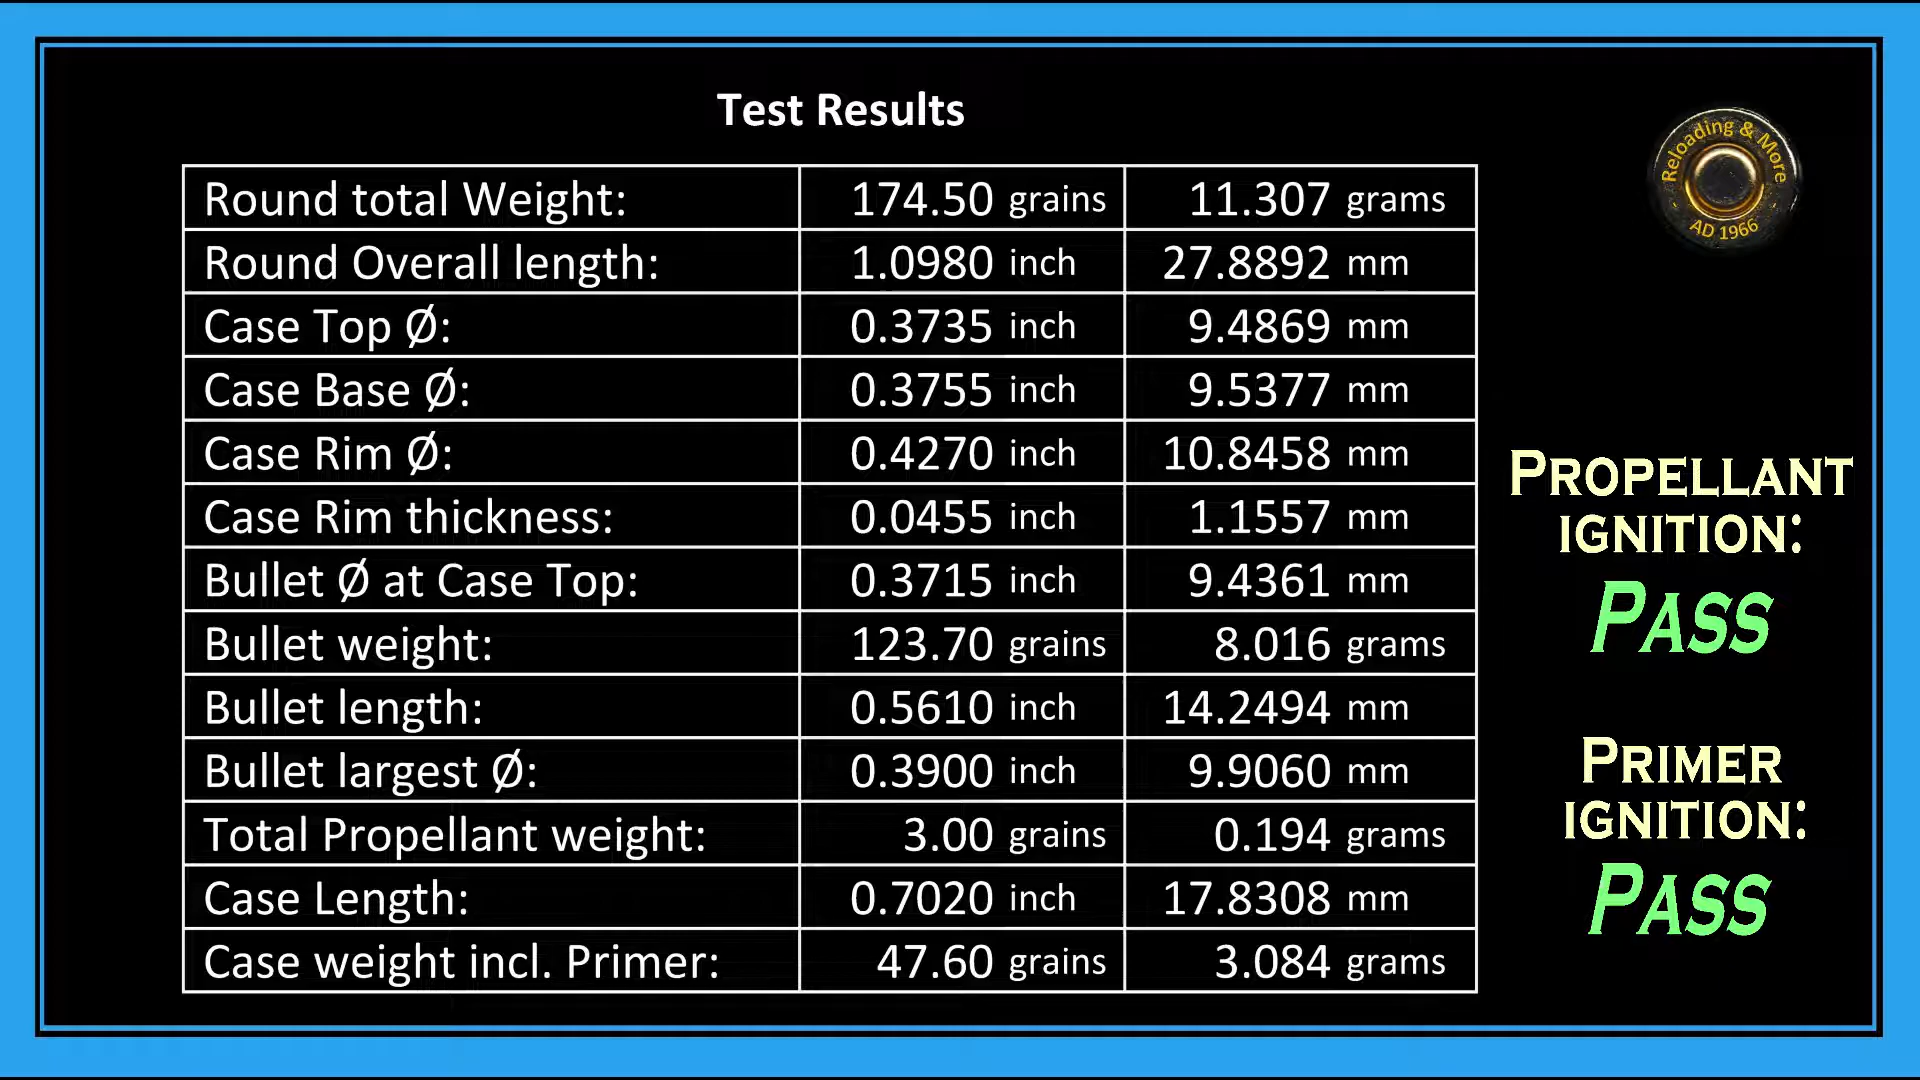 Test Results
Reloading & More
- AD 1966 -
Round total Weight: 174.50 grains 11.307 grams
Round Overall length: 1.0980 inch 27.8892 mm
Case Top Ø: 0.3735 inch 9.4869 mm
Case Base Ø: 0.3755 inch 9.5377 mm
Case Rim Ø: 0.4270 inch 10.8458 mm
Case Rim thickness: 0.0455 inch 1.1557 mm
Bullet Ø at Case Top: 0.3715 inch 9.4361 mm
Bullet weight: 123.70 grains 8.016 grams
Bullet length: 0.5610 inch 14.2494 mm
Bullet largest Ø: 0.3900 inch 9.9060 mm
Total Propellant weight: 3.00 grains 0.194 grams
Case Length: 0.7020 inch 17.8308 mm
Case weight incl. Primer: 47.60 grains 3.084 grams
Propellant
ignition:
Pass
Primer
ignition:
Pass